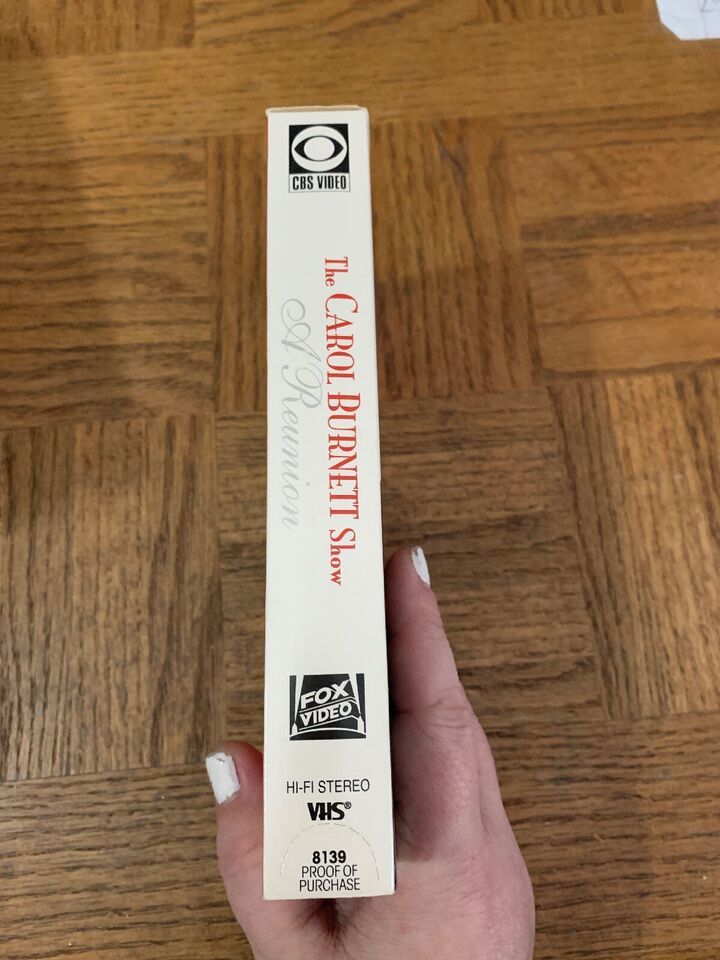 CBS VIDEO
The CAROL BURNETT Show
A Reunion
FOX
VIDEO
HI-FI STEREO
VHS®
8139
PROOF OF
PURCHASE